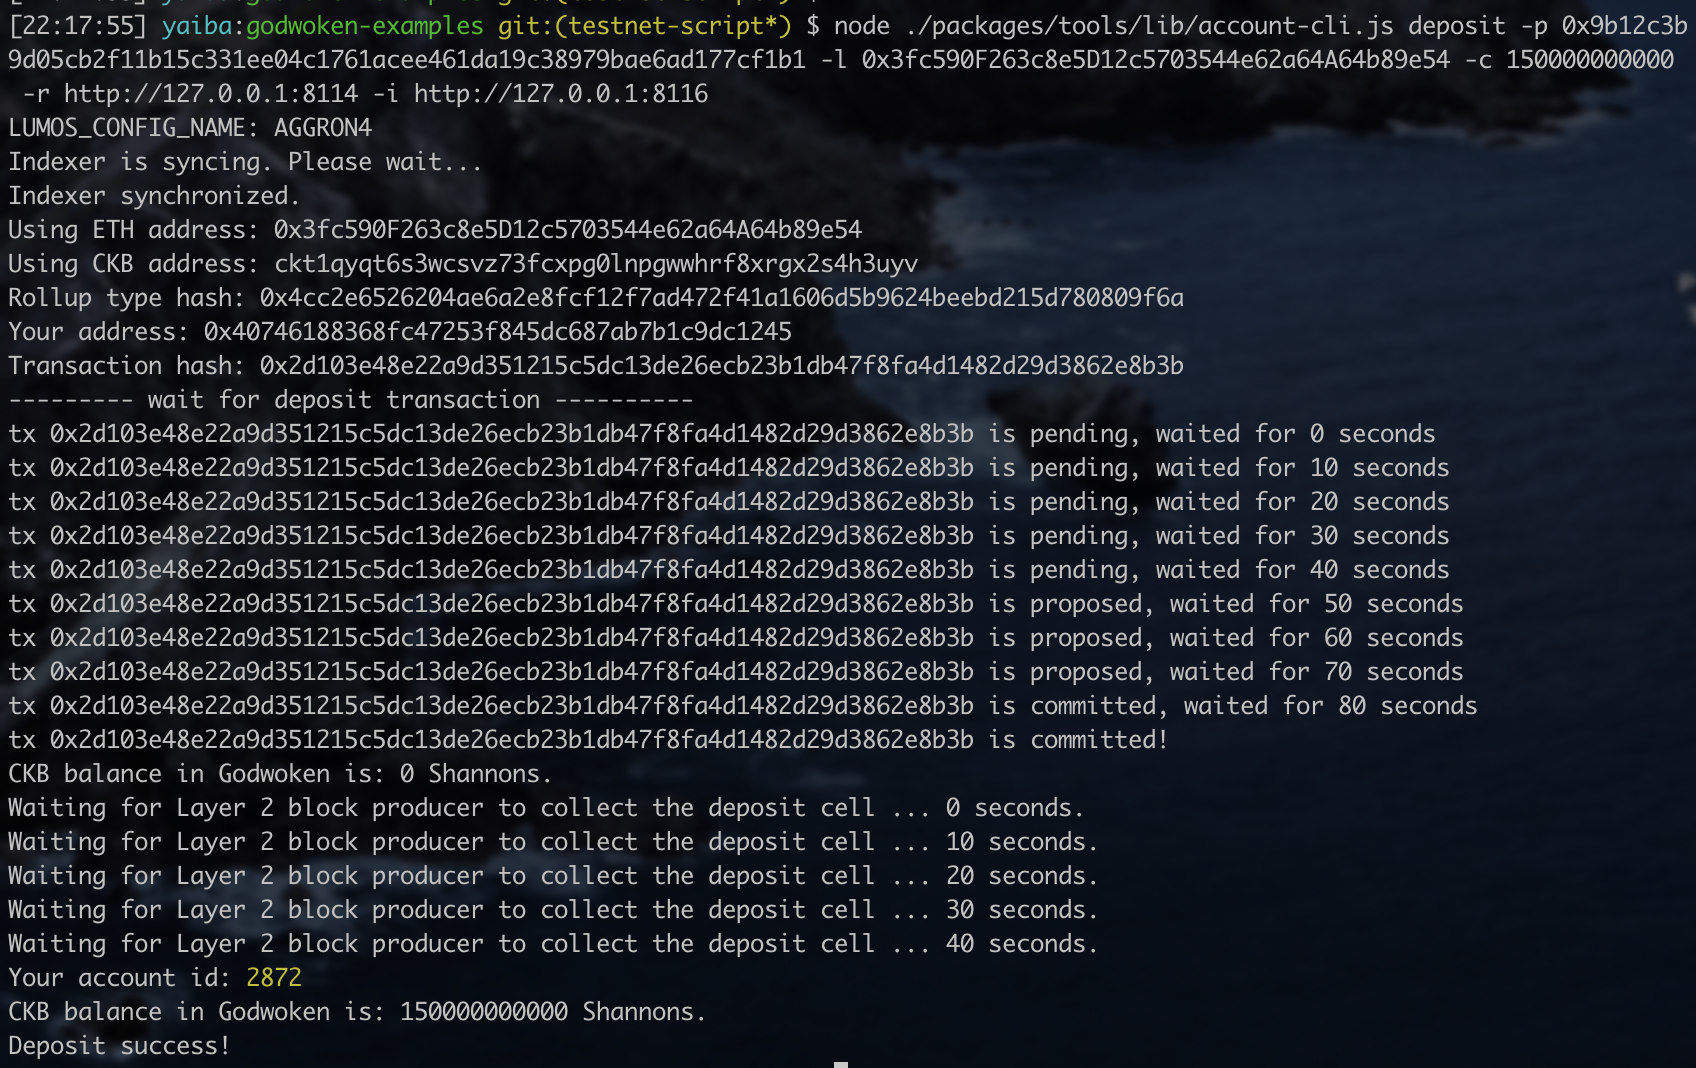 [22:17:55] yaiba:godwoken-examples git:(testnet-script*) $ node ./packages/tools/lib/account-cli.js deposit -p 0x9b12c3b
9d05cb2f11b15c331ee04c1761acee461da19c38979bae6ad177cf1b1 -l 0x3fc590F263c8e5D12c5703544e62a64A64b89e54 -c 150000000000
 -r http://127.0.0.1:8114 -i http://127.0.0.1:8116
LUMOS_CONFIG_NAME: AGGRON4
Indexer is syncing. Please wait...
Indexer synchronized.
Using ETH address: 0x3fc590F263c8e5D12c5703544e62a64A64b89e54
Using CKB address: ckt1qyqt6s3wcsvz73fcxpg0lnpgwwhrf8xrgx2s4h3uyv
Rollup type hash: 0x4cc2e6526204ae6a2e8fcf12f7ad472f41a1606d5b9624beebd215d780809f6a
Your address: 0x40746188368fc47253f845dc687ab7b1c9dc1245
Transaction hash: 0x2d103e48e22a9d351215c5dc13de26ecb23b1db47f8fa4d1482d29d3862e8b3b
--------- wait for deposit transaction ----------
tx 0x2d103e48e22a9d351215c5dc13de26ecb23b1db47f8fa4d1482d29d3862e8b3b is pending, waited for 0 seconds
tx 0x2d103e48e22a9d351215c5dc13de26ecb23b1db47f8fa4d1482d29d3862e8b3b is pending, waited for 10 seconds
tx 0x2d103e48e22a9d351215c5dc13de26ecb23b1db47f8fa4d1482d29d3862e8b3b is pending, waited for 20 seconds
tx 0x2d103e48e22a9d351215c5dc13de26ecb23b1db47f8fa4d1482d29d3862e8b3b is pending, waited for 30 seconds
tx 0x2d103e48e22a9d351215c5dc13de26ecb23b1db47f8fa4d1482d29d3862e8b3b is pending, waited for 40 seconds
tx 0x2d103e48e22a9d351215c5dc13de26ecb23b1db47f8fa4d1482d29d3862e8b3b is proposed, waited for 50 seconds
tx 0x2d103e48e22a9d351215c5dc13de26ecb23b1db47f8fa4d1482d29d3862e8b3b is proposed, waited for 60 seconds
tx 0x2d103e48e22a9d351215c5dc13de26ecb23b1db47f8fa4d1482d29d3862e8b3b is proposed, waited for 70 seconds
tx 0x2d103e48e22a9d351215c5dc13de26ecb23b1db47f8fa4d1482d29d3862e8b3b is committed, waited for 80 seconds
tx 0x2d103e48e22a9d351215c5dc13de26ecb23b1db47f8fa4d1482d29d3862e8b3b is committed!
CKB balance in Godwoken is: 0 Shannons.
Waiting for Layer 2 block producer to collect the deposit cell ... 0 seconds.
Waiting for Layer 2 block producer to collect the deposit cell ... 10 seconds.
Waiting for Layer 2 block producer to collect the deposit cell ... 20 seconds.
Waiting for Layer 2 block producer to collect the deposit cell ... 30 seconds.
Waiting for Layer 2 block producer to collect the deposit cell ... 40 seconds.
Your account id: 2872
CKB balance in Godwoken is: 150000000000 Shannons.
Deposit success!